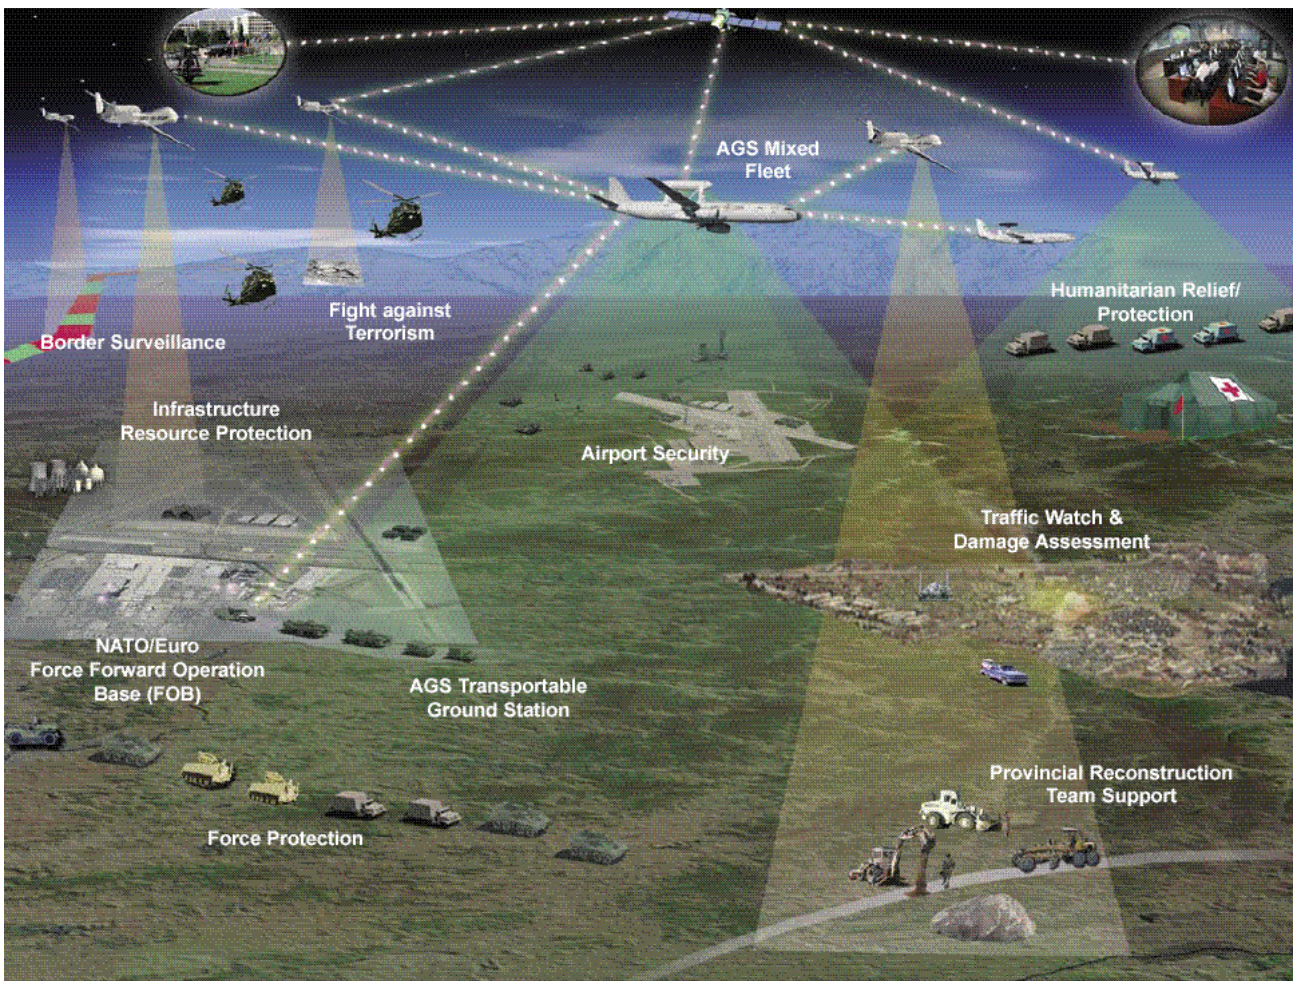 AGS Mixed
Fleet
Humanitarian Relief/
Protection
Fight against
Terrorism
Border Surveillance
Infrastructure
Resource Protection
Airport Security
Traffic Watch &
Damage Assessment
NATO/Euro
Force Forward Operation
Base (FOB)
AGS Transportable
Ground Station
Provincial Reconstruction
Team Support
Force Protection